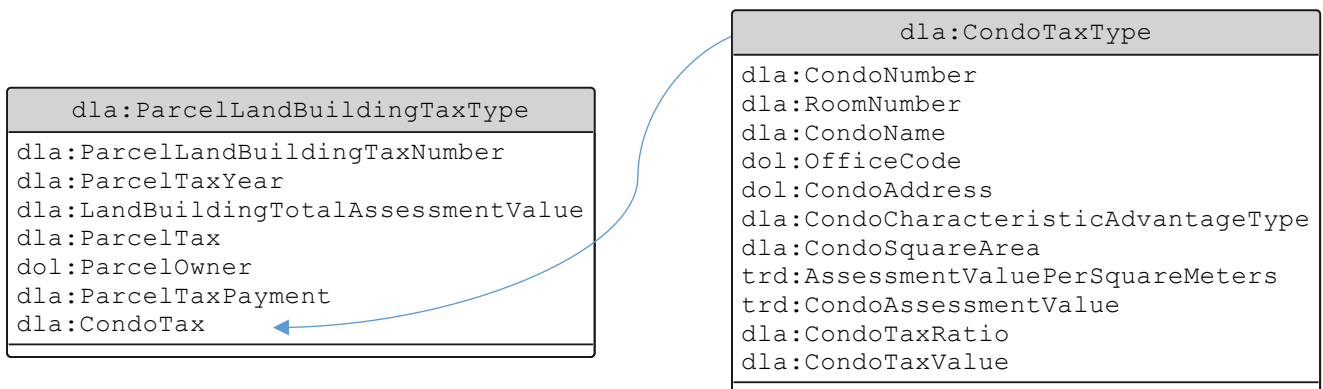 dla:ParcelLandBuildingTaxType
dla:ParcelLandBuildingTaxNumber
dla:ParcelTaxYear
dla:LandBuildingTotalAssessmentValue
dla:ParcelTax
dol:ParcelOwner
dla:ParcelTaxPayment
dla:CondoTax
dla:CondoTaxType
dla:CondoNumber
dla:RoomNumber
dla:CondoName
dol:OfficeCode
dol:CondoAddress
dla:CondoCharacteristicAdvantageType
dla:CondoSquareArea
trd:AssessmentValuePerSquareMeters
trd:CondoAssessmentValue
dla:CondoTaxRatio
dla:CondoTaxValue